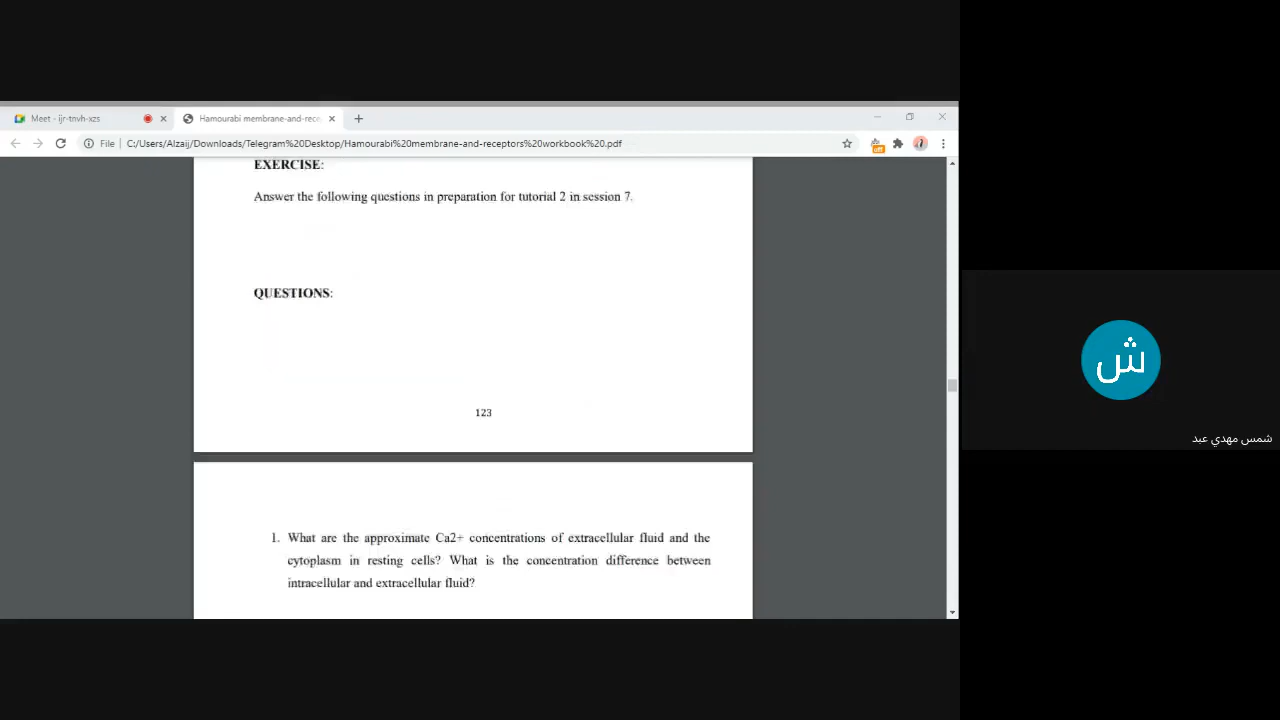 Meet - ijr-tnvh-xzs
Hamourabi membrane-and-rece
File
C:/Users/Alzaij/Downloads/Telegram%20Desktop/Hamourabi%20membrane-and-receptors%20workbook%20.pdf
off
EXERCISE:
Answer the following questions in preparation for tutorial 2 in session 7.
QUESTIONS:
123
1. What are the approximate Ca2+ concentrations of extracellular fluid and the
cytoplasm in resting cells? What is the concentration difference between
intracellular and extracellular fluid?
ش
شمس مهدي عبد